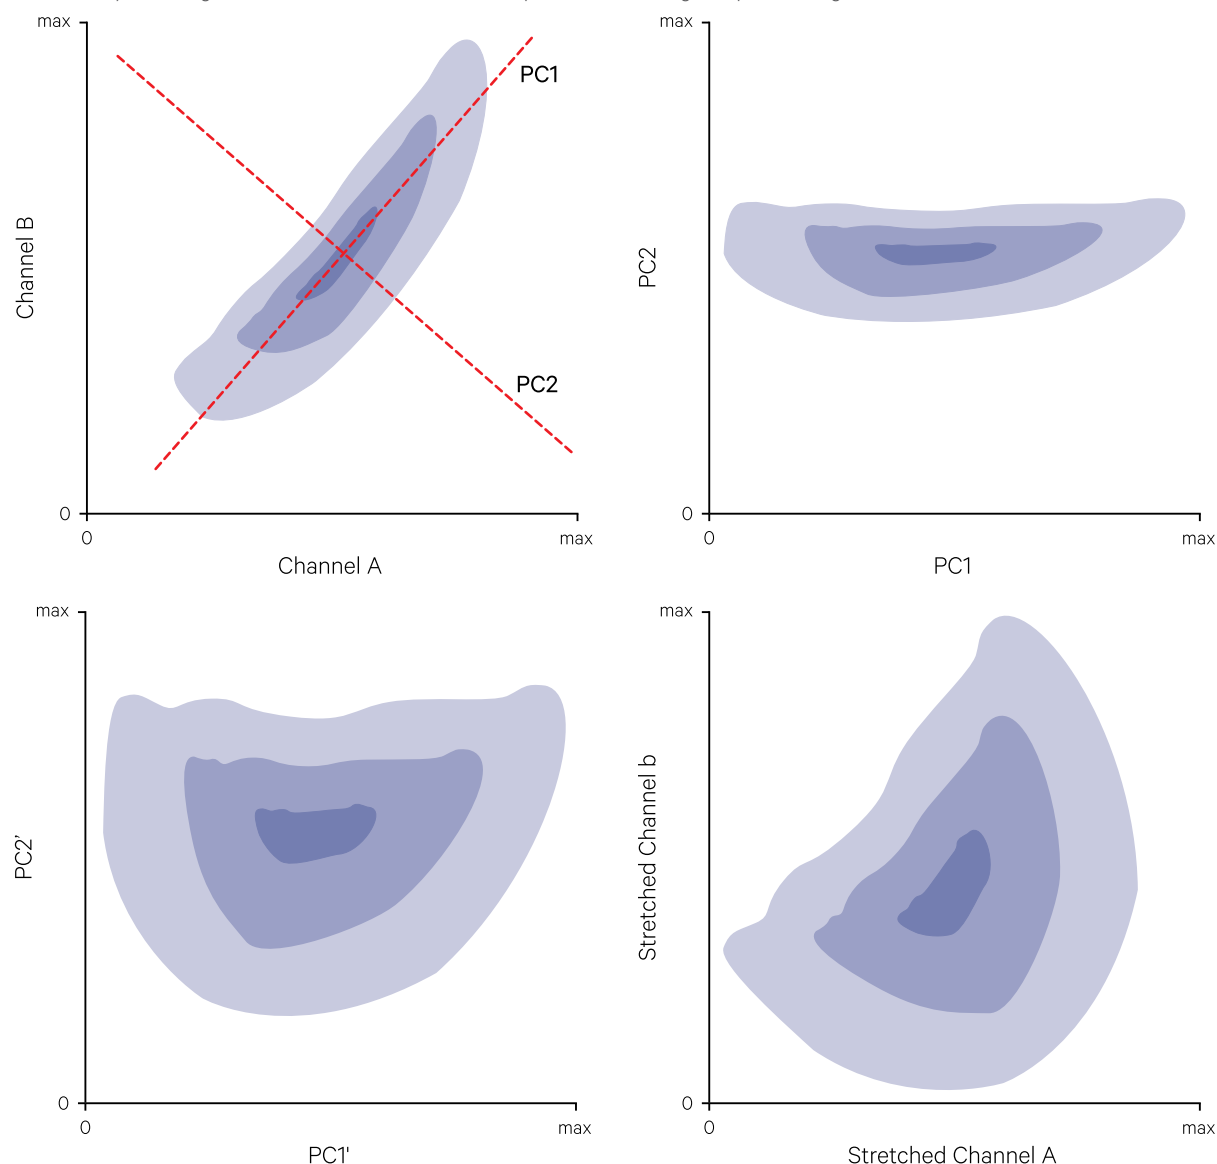 max
max
PC1
PC2
Channel B
PC2
0
0
0
max
0
max
Channel A
PC1
max
max
PC2'
Stretched Channel b
0
0
0
max
0
max
PC1'
Stretched Channel A